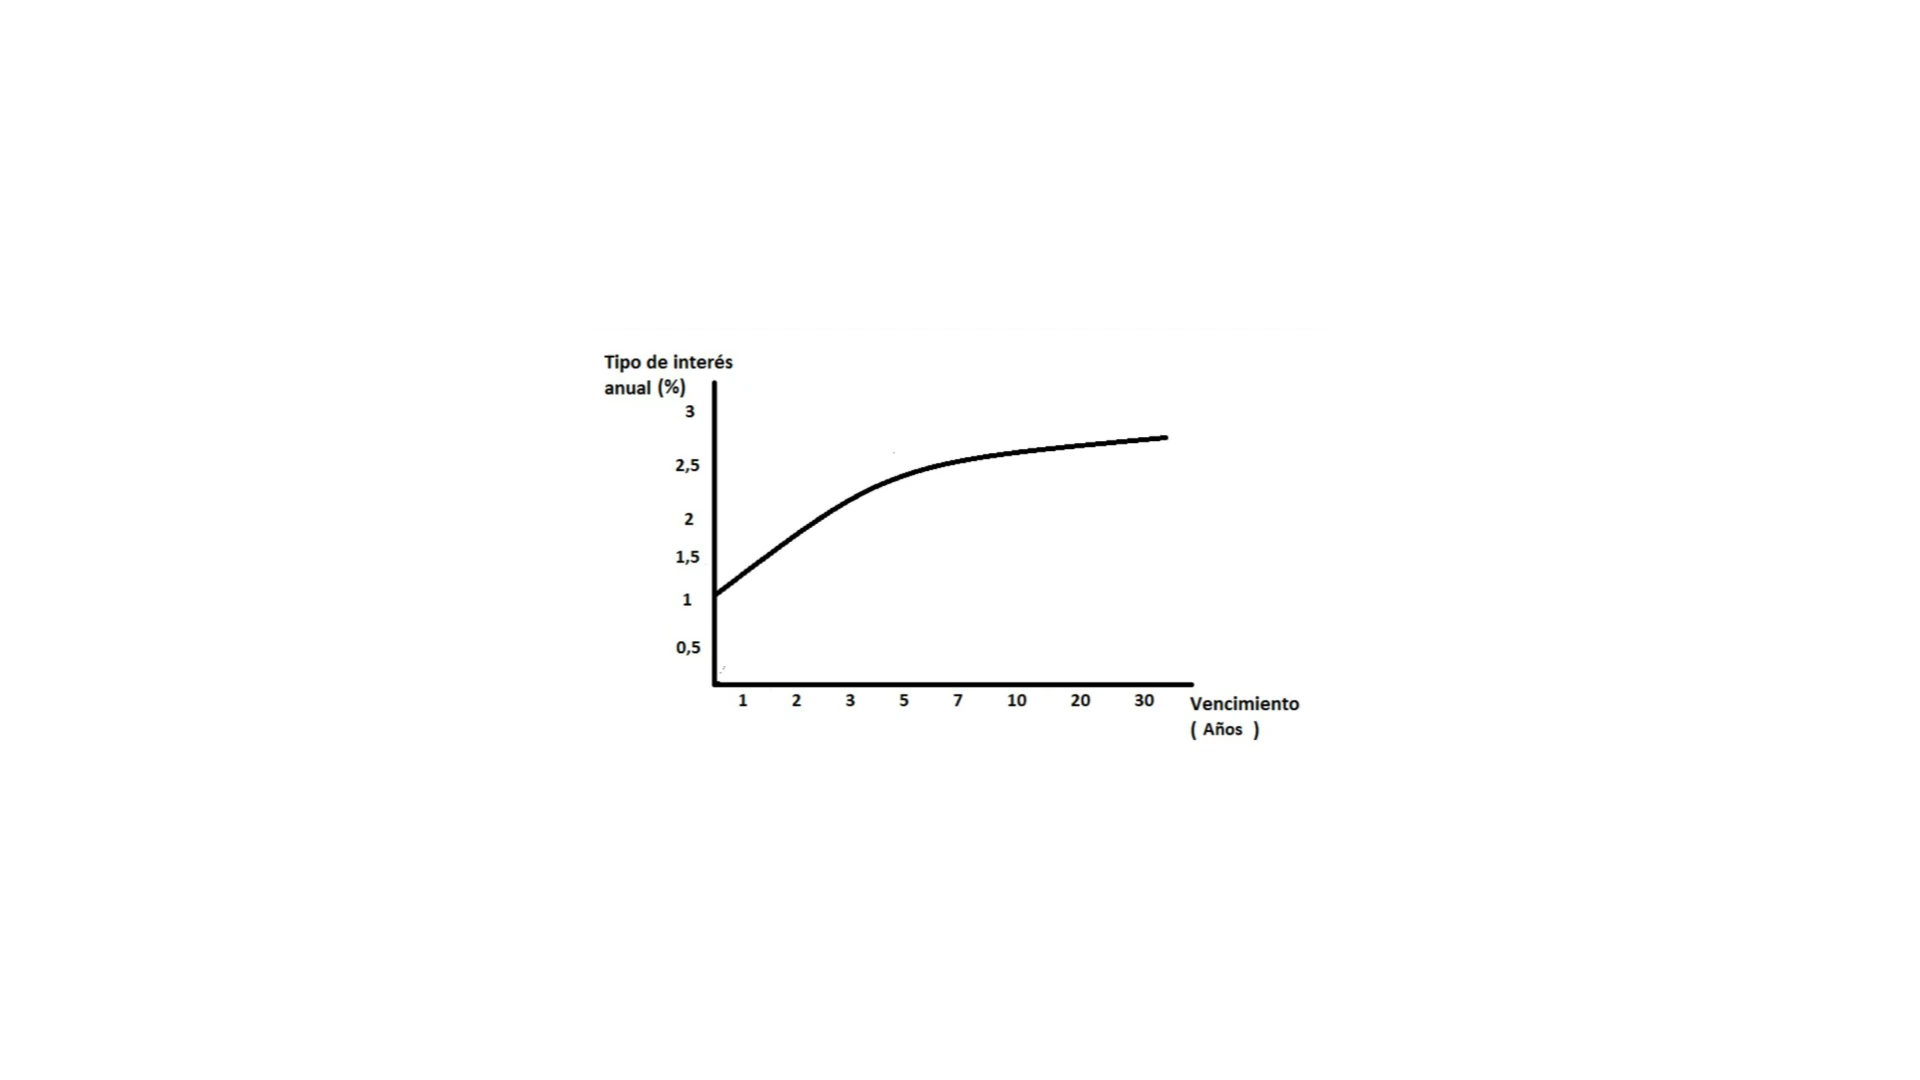 Tipo de interés
anual (%)
3
2,5
2
1,5
1
0,5
1 2 3 5 7 10 20 30
Vencimiento
( Años )